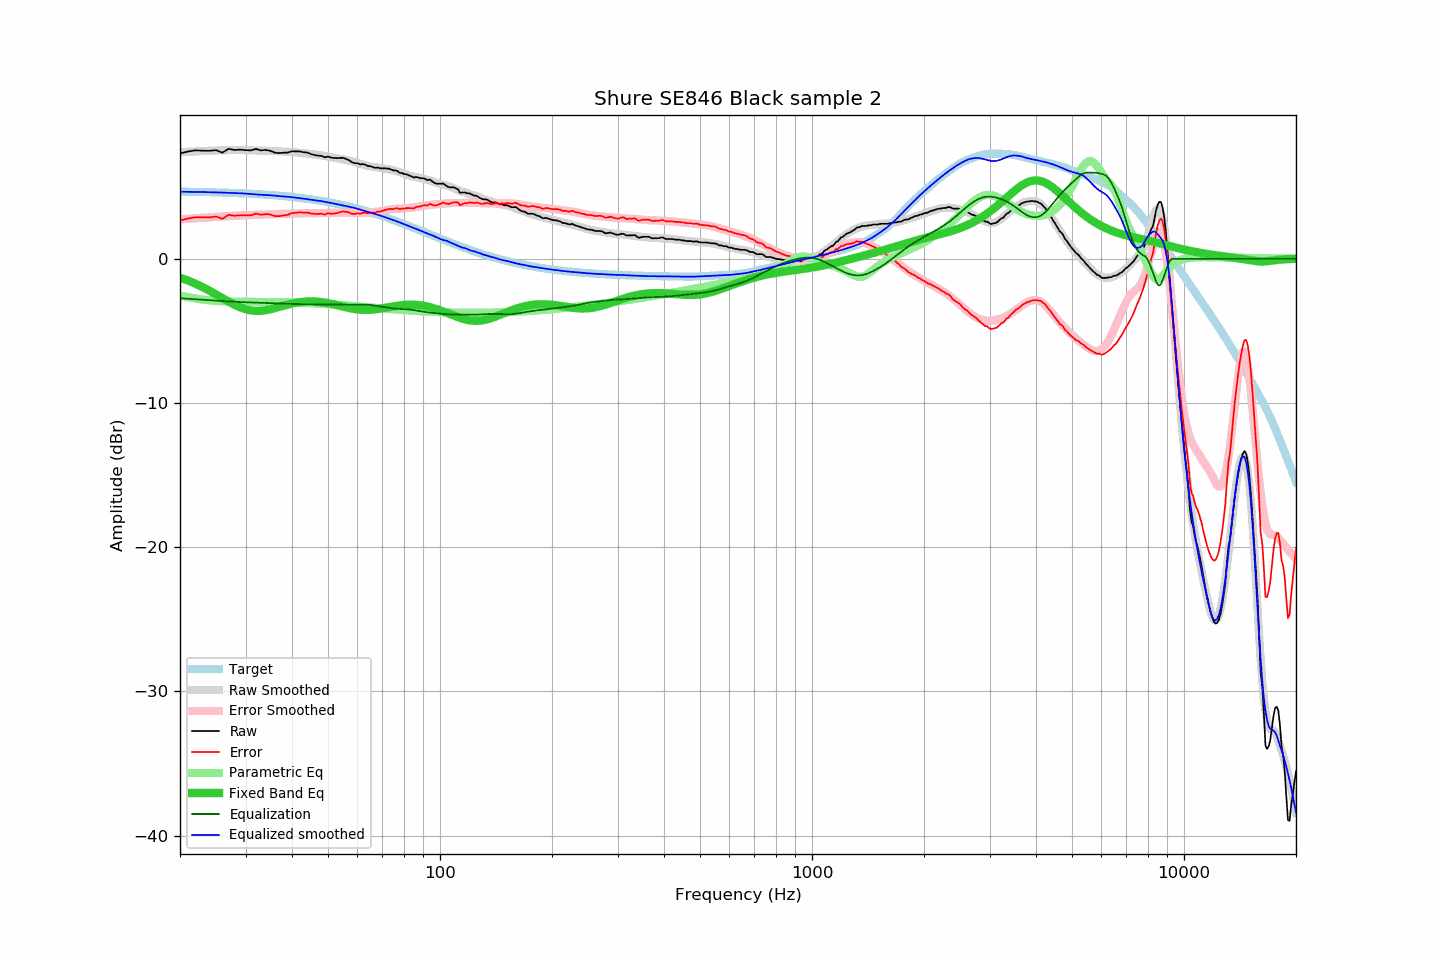 Shure SE846 Black sample 2
Amplitude (dBr)
0
−10
−20
−30
−40
Target
Raw Smoothed
Error Smoothed
Raw
Error
Parametric Eq
Fixed Band Eq
Equalization
Equalized smoothed
100
1000
10000
Frequency (Hz)